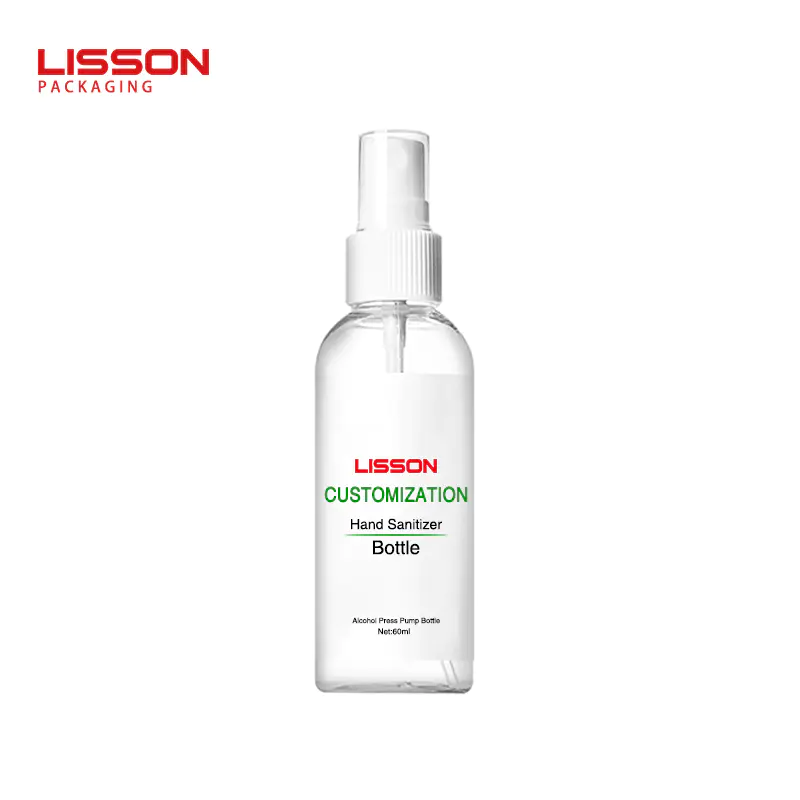 LISSON
PACKAGING
LISSON
CUSTOMIZATION
Hand Sanitizer
Bottle
Alcohol Press Pump Bottle
Net:60ml